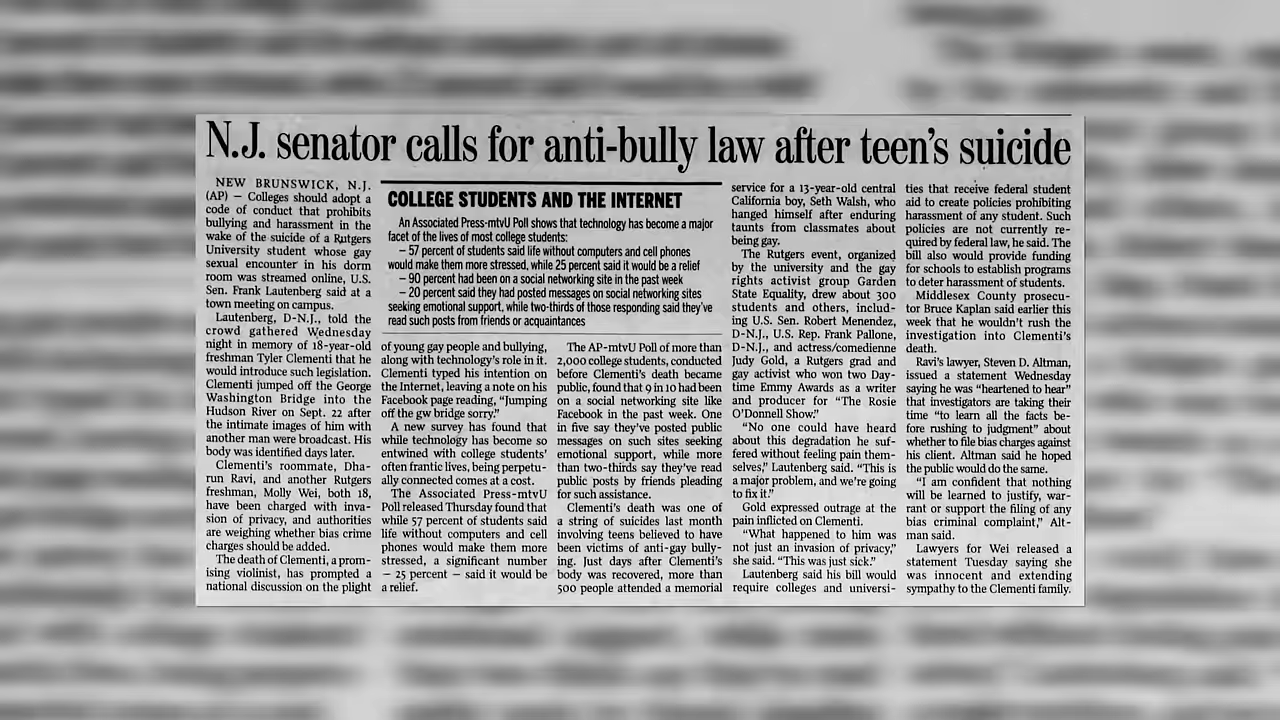 N.J. senator calls for anti-bully law after teen's suicide
NEW BRUNSWICK, N.J.
(AP) — Colleges should adopt a
code of conduct that prohibits
bullying and harassment in the
wake of the suicide of a Rutgers
University student whose gay
sexual encounter in his dorm
room was streamed online, U.S.
Sen. Frank Lautenberg said at a
town meeting on campus.
Lautenberg, D-N.J., told the
crowd gathered Wednesday
night in memory of 18-year-old
freshman Tyler Clementi that he
would introduce such legislation.
Clementi jumped off the George
Washington Bridge into the
Hudson River on Sept. 22 after
the intimate images of him with
another man were broadcast. His
body was identified days later.
Clementi's roommate, Dha-
run Ravi, and another Rutgers
freshman, Molly Wei, both 18,
have been charged with inva-
sion of privacy, and authorities
are weighing whether bias crime
charges should be added.
The death of Clementi, a prom-
ising violinist, has prompted a
national discussion on the plight
COLLEGE STUDENTS AND THE INTERNET
An Associated Press-mtvU Poll shows that technology has become a major
facet of the lives of most college students:
— 57 percent of students said life without computers and cell phones
would make them more stressed, while 25 percent said it would be a relief
— 90 percent had been on a social networking site in the past week
— 20 percent said they had posted messages on social networking sites
seeking emotional support, while two-thirds of those responding said they've
read such posts from friends or acquaintances
of young gay people and bullying,
along with technology's role in it.
Clementi typed his intention on
the Internet, leaving a note on his
Facebook page reading, "Jumping
off the gw bridge sorry."
A new survey has found that
while technology has become so
entwined with college students'
often frantic lives, being perpetu-
ally connected comes at a cost.
The Associated Press-mtvU
Poll released Thursday found that
while 57 percent of students said
life without computers and cell
phones would make them more
stressed, a significant number
— 25 percent — said it would be
a relief.
The AP-mtvU Poll of more than
2,000 college students, conducted
before Clementi's death became
public, found that 9 in 10 had been
on a social networking site like
Facebook in the past week. One
in five say they've posted public
messages on such sites seeking
emotional support, while more
than two-thirds say they've read
public posts by friends pleading
for such assistance.
Clementi's death was one of
a string of suicides last month
involving teens believed to have
been victims of anti-gay bully-
ing. Just days after Clementi's
body was recovered, more than
500 people attended a memorial
service for a 13-year-old central
California boy, Seth Walsh, who
hanged himself after enduring
taunts from classmates about
being gay.
The Rutgers event, organized
by the university and the gay
rights activist group Garden
State Equality, drew about 300
students and others, includ-
ing U.S. Sen. Robert Menendez,
D-N.J., U.S. Rep. Frank Pallone,
D-N.J., and actress/comedienne
Judy Gold, a Rutgers grad and
gay activist who won two Day-
time Emmy Awards as a writer
and producer for "The Rosie
O'Donnell Show."
"No one could have heard
about this degradation he suf-
fered without feeling pain them-
selves," Lautenberg said. "This is
a major problem, and we're going
to fix it."
Gold expressed outrage at the
pain inflicted on Clementi.
"What happened to him was
not just an invasion of privacy,"
she said. "This was just sick."
Lautenberg said his bill would
require colleges and universi-
ties that receive federal student
aid to create policies prohibiting
harassment of any student. Such
policies are not currently re-
quired by federal law, he said. The
bill also would provide funding
for schools to establish programs
to deter harassment of students.
Middlesex County prosecu-
tor Bruce Kaplan said earlier this
week that he wouldn't rush the
investigation into Clementi's
death.
Ravi's lawyer, Steven D. Altman,
issued a statement Wednesday
saying he was "heartened to hear"
that investigators are taking their
time "to learn all the facts be-
fore rushing to judgment" about
whether to file bias charges against
his client. Altman said he hoped
the public would do the same.
"I am confident that nothing
will be learned to justify, war-
rant or support the filing of any
bias criminal complaint," Alt-
man said.
Lawyers for Wei released a
statement Tuesday saying she
was innocent and extending
sympathy to the Clementi family.